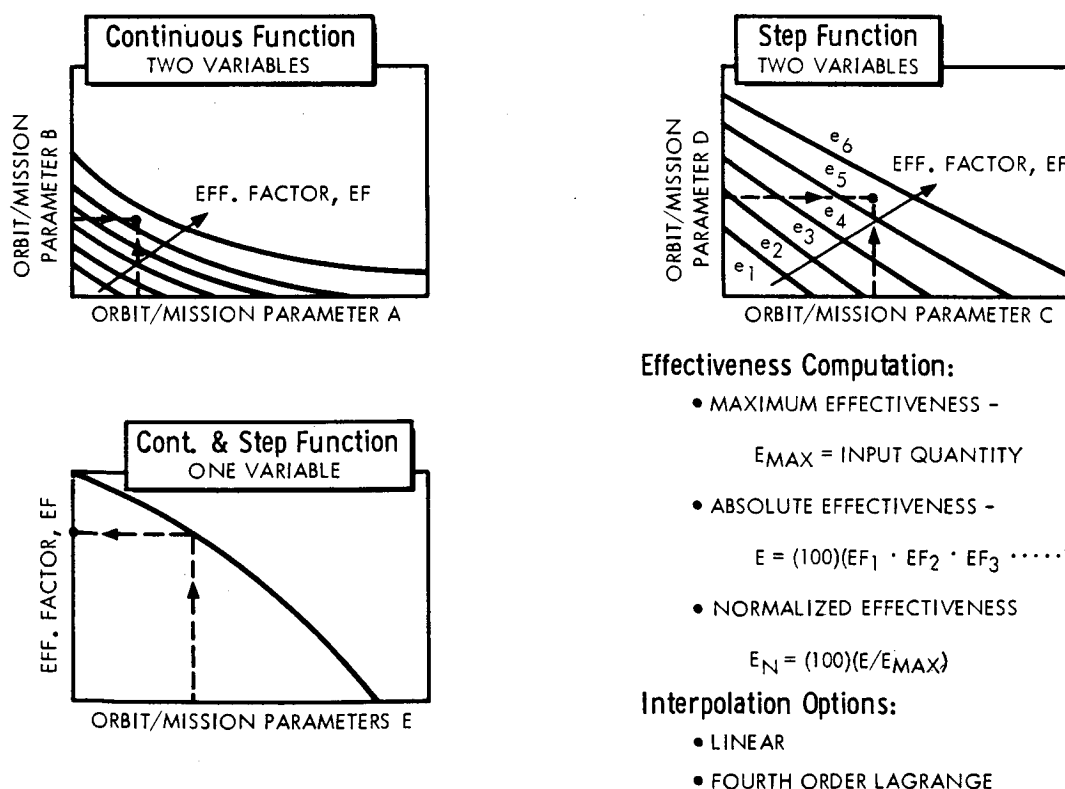 Continuous Function
TWO VARIABLES
ORBIT/MISSION
PARAMETER B
EFF. FACTOR, EF
ORBIT/MISSION PARAMETER A
Step Function
TWO VARIABLES
ORBIT/MISSION
PARAMETER D
e6
e5
EFF. FACTOR, EF
e4
e3
e2
e1
ORBIT/MISSION PARAMETER C
Cont. & Step Function
ONE VARIABLE
EFF. FACTOR, EF
ORBIT/MISSION PARAMETERS E
Effectiveness Computation:
• MAXIMUM EFFECTIVENESS -
EMAX = INPUT QUANTITY
• ABSOLUTE EFFECTIVENESS -
E = (100)(EF1 · EF2 · EF3 ·····
• NORMALIZED EFFECTIVENESS
EN = (100)(E/EMAX)
Interpolation Options:
• LINEAR
• FOURTH ORDER LAGRANGE